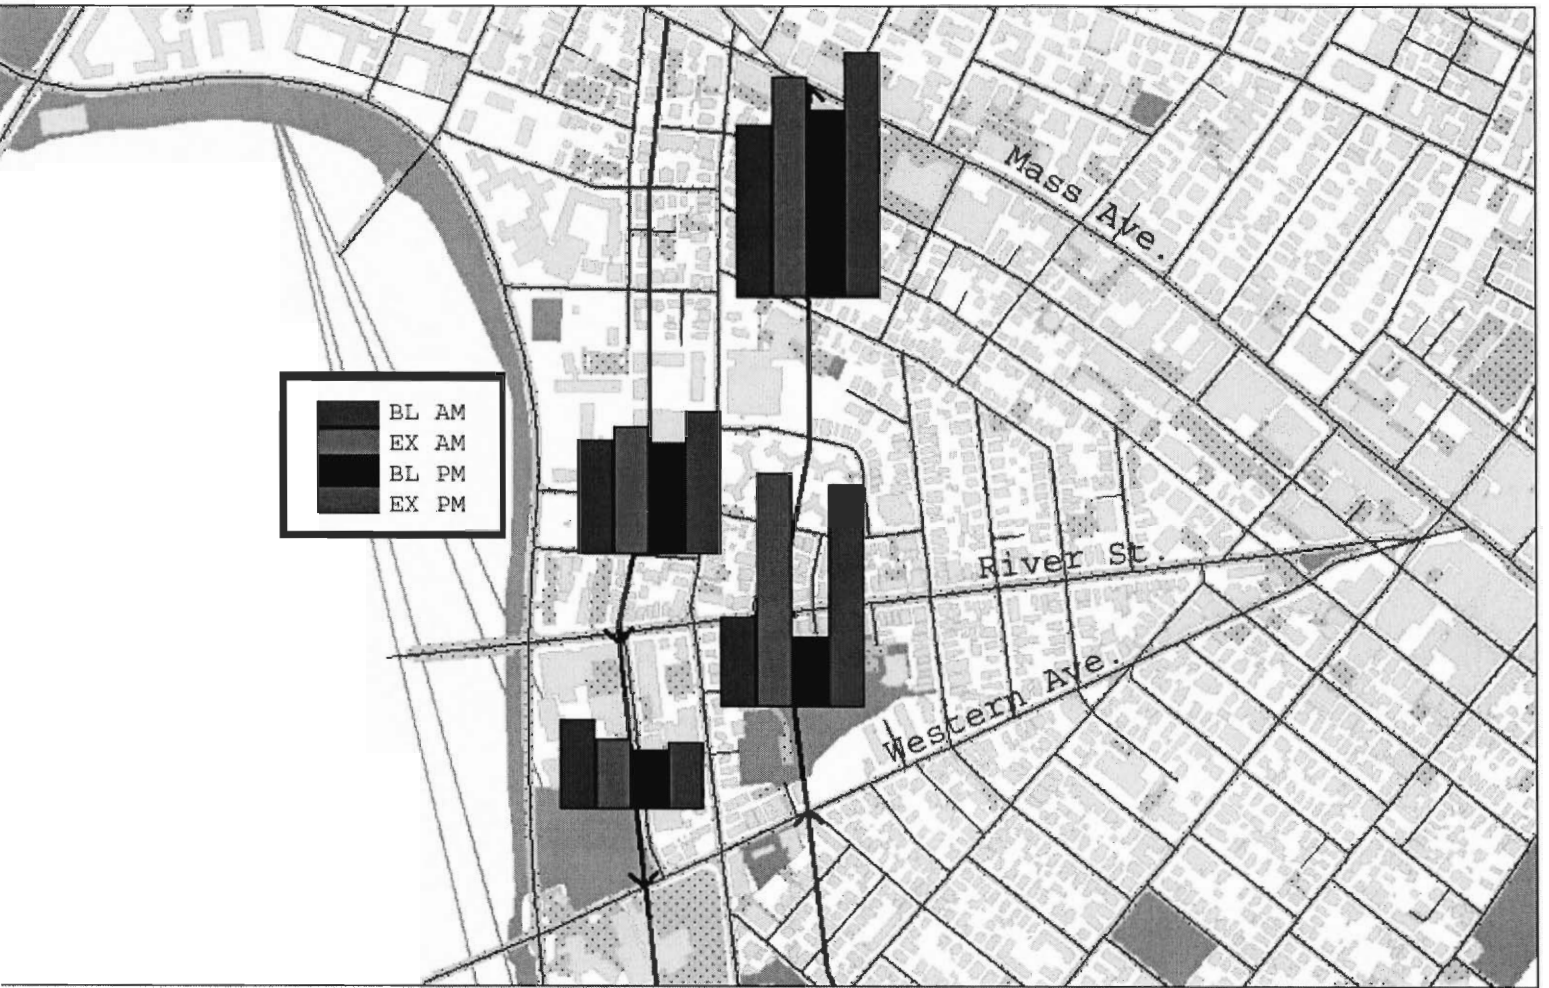 Mass Ave.
BL AM
EX AM
BL PM
EX PM
River St.
Western Ave.